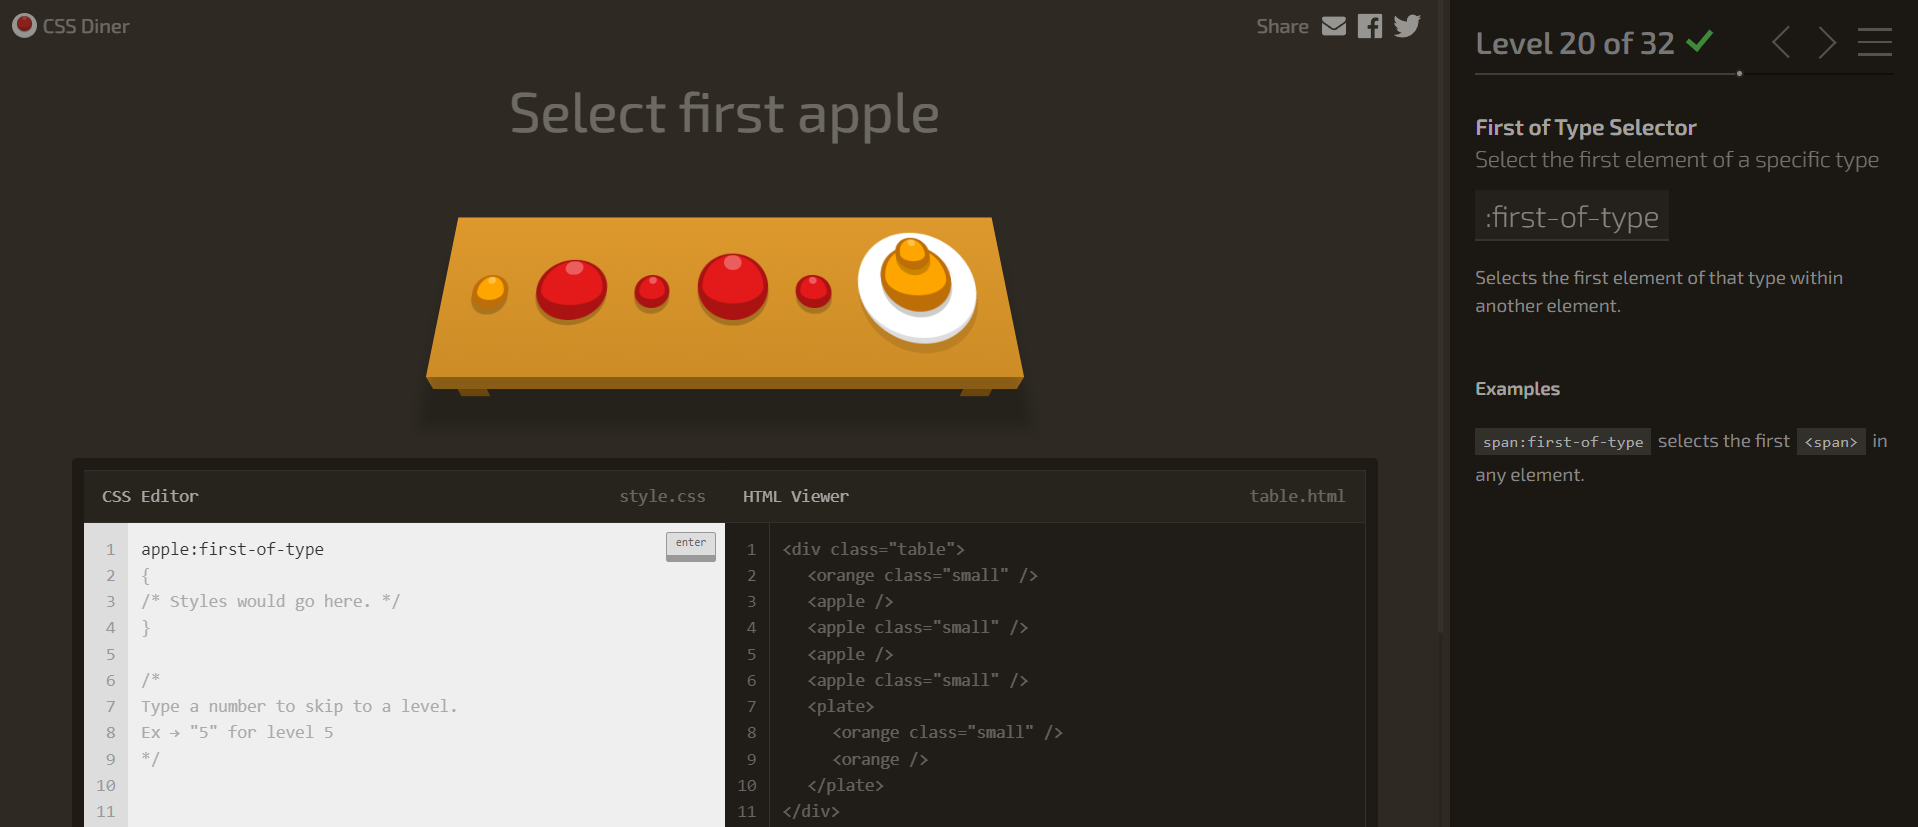 CSS Diner
Share
Select first apple
CSS Editor
style.css
HTML Viewer
table.html
1 apple:first-of-type
enter
2 {
3 /* Styles would go here. */
4 }
5
6 /*
7 Type a number to skip to a level.
8 Ex → "5" for level 5
9 */
10
11
1 <div class="table">
2 <orange class="small" />
3 <apple />
4 <apple class="small" />
5 <apple />
6 <apple class="small" />
7 <plate>
8 <orange class="small" />
9 <orange />
10 </plate>
11 </div>
Level 20 of 32
First of Type Selector
Select the first element of a specific type
:first-of-type
Selects the first element of that type within
another element.
Examples
span:first-of-type selects the first <span> in
any element.